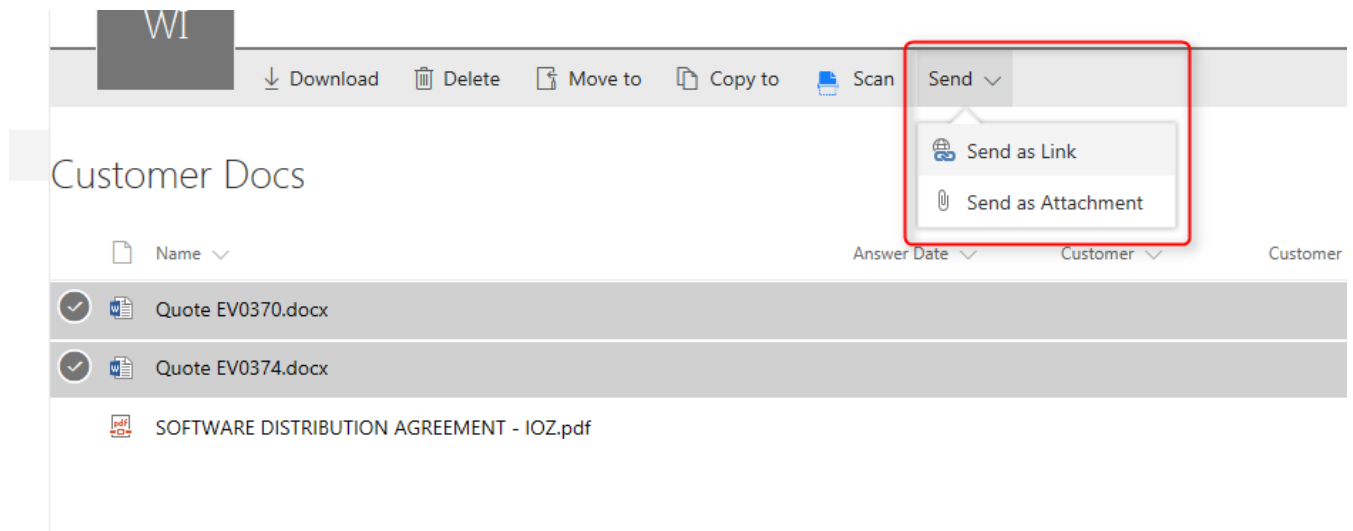 WI
Download Delete Move to Copy to Scan Send
Send as Link
Send as Attachment
Customer Docs
Name Answer Date Customer Customer
Quote EV0370.docx
Quote EV0374.docx
SOFTWARE DISTRIBUTION AGREEMENT - IOZ.pdf